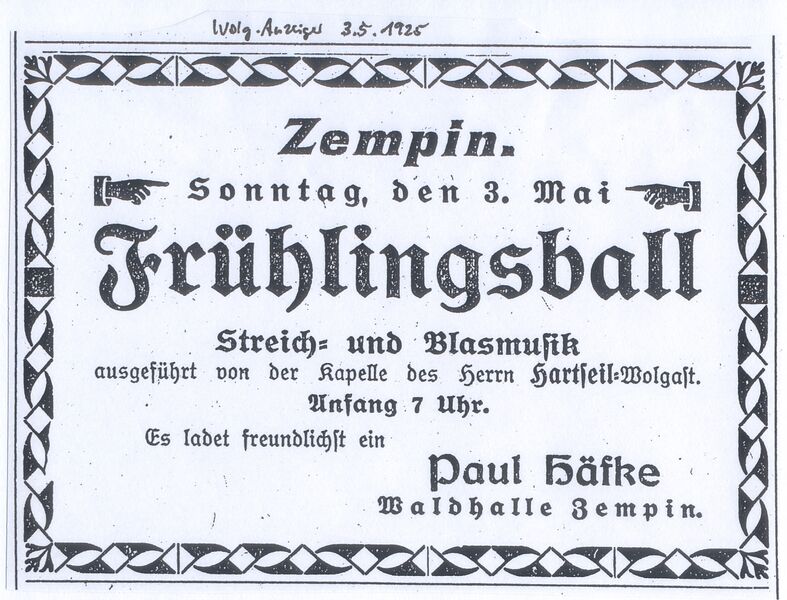 Wolg. Anzeiger 3.5.1925
Zempin.
Sonntag, den 3. Mai
Frühlingsball
Streich- und Blasmusik
ausgeführt von der Kapelle des Herrn Hartseil-Wolgast.
Anfang 7 Uhr.
Es ladet freundlichst ein
Paul Häfke
Waldhalle Zempin.